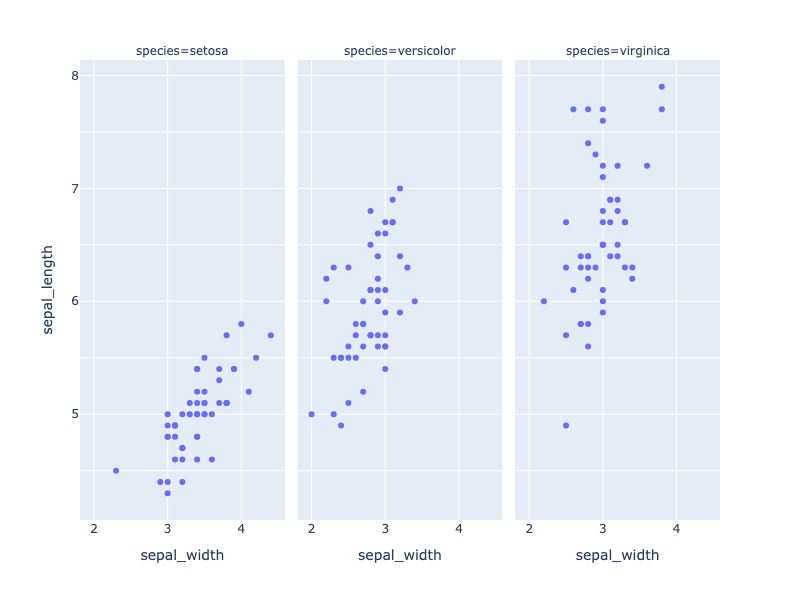 species=setosa species=versicolor species=virginica
8
7
6
5
sepal_length
2 3 4 2 3 4 2 3 4
sepal_width sepal_width sepal_width